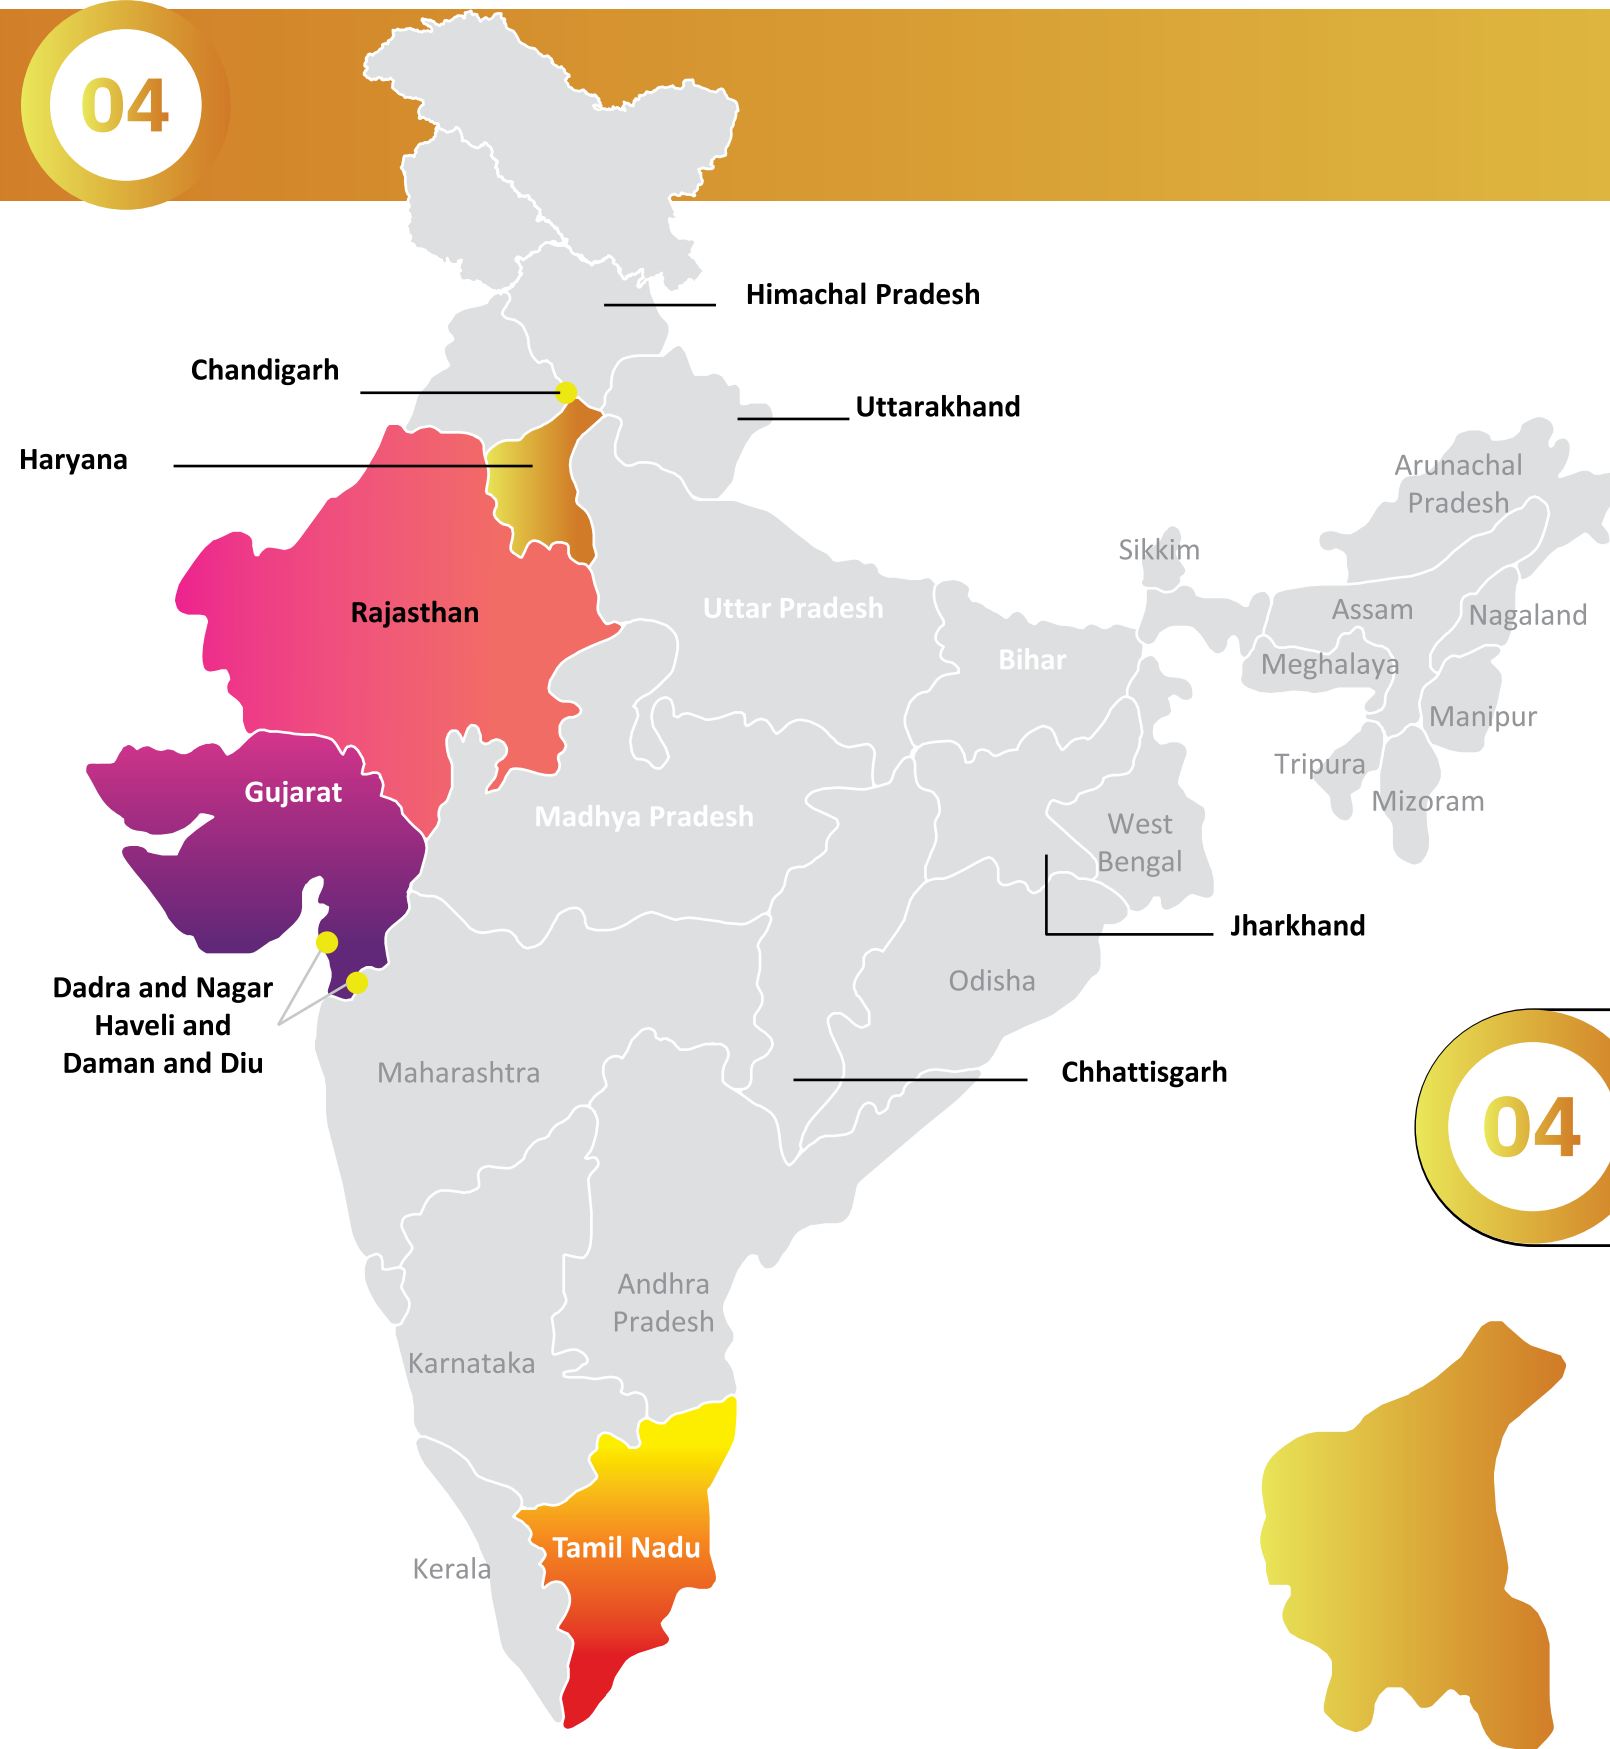 04
Himachal Pradesh
Chandigarh
Uttarakhand
Haryana
Arunachal
Pradesh
Sikkim
Rajasthan
Uttar Pradesh
Assam
Nagaland
Bihar
Meghalaya
Manipur
Tripura
Gujarat
Mizoram
Madhya Pradesh
West
Bengal
Jharkhand
Dadra and Nagar
Haveli and
Daman and Diu
Odisha
Maharashtra
Chhattisgarh
04
Andhra
Pradesh
Karnataka
Tamil Nadu
Kerala